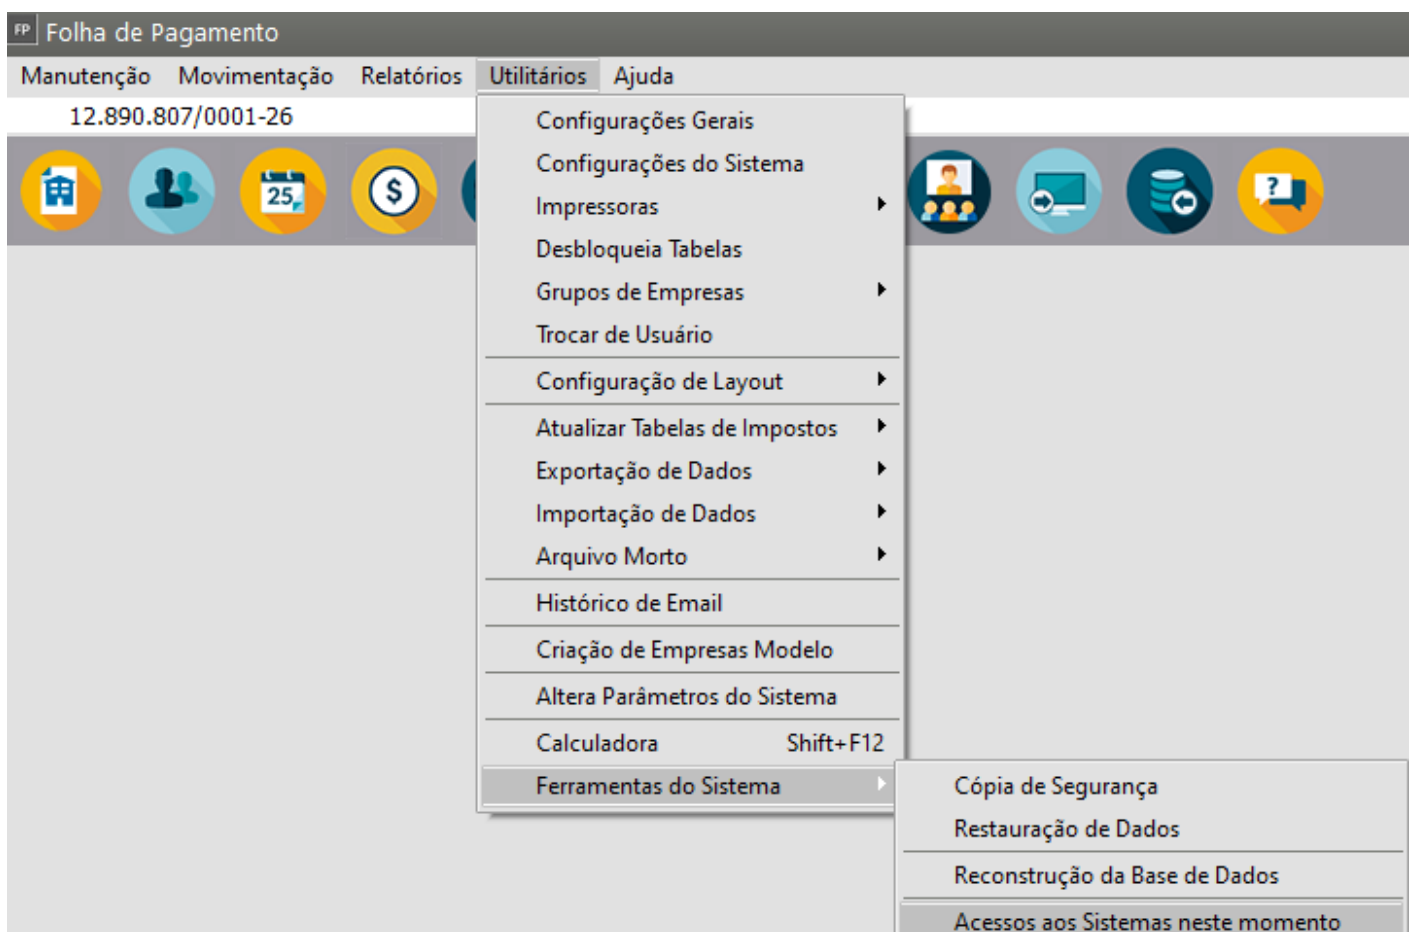 FP Folha de Pagamento
Manutenção Movimentação Relatórios Utilitários Ajuda
12.890.807/0001-26
Configurações Gerais
Configurações do Sistema
Impressoras
Desbloqueia Tabelas
Grupos de Empresas
Trocar de Usuário
Configuração de Layout
Atualizar Tabelas de Impostos
Exportação de Dados
Importação de Dados
Arquivo Morto
Histórico de Email
Criação de Empresas Modelo
Altera Parâmetros do Sistema
Calculadora Shift+F12
Ferramentas do Sistema
Cópia de Segurança
Restauração de Dados
Reconstrução da Base de Dados
Acessos aos Sistemas neste momento
25
$
?